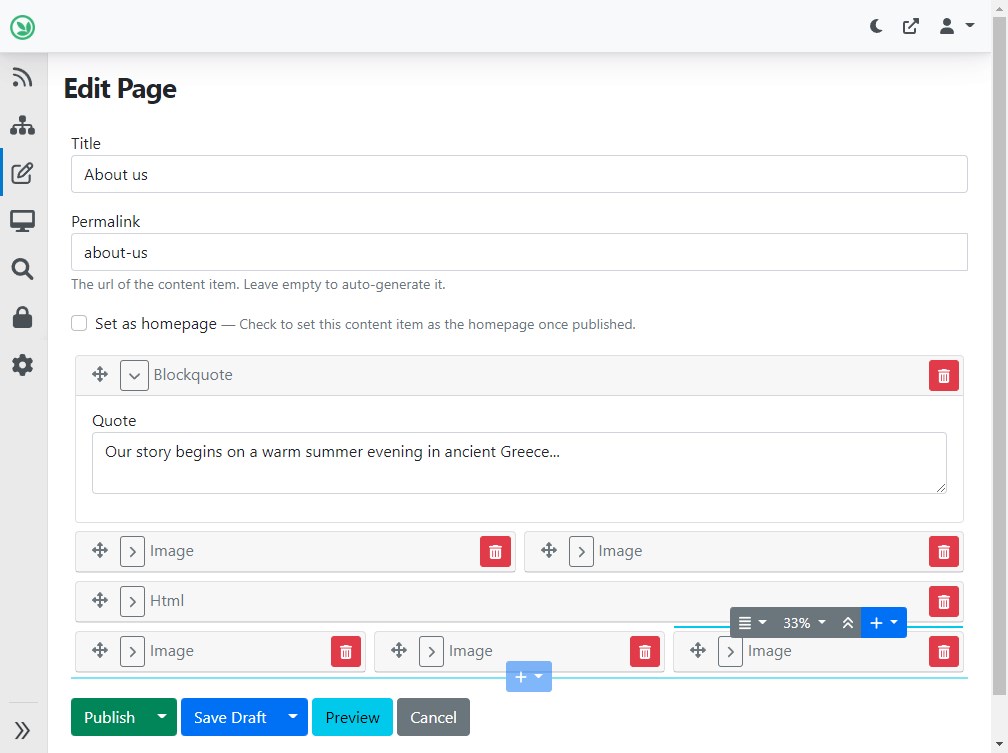 Edit Page
Title
About us
Permalink
about-us
The url of the content item. Leave empty to auto-generate it.
Set as homepage — Check to set this content item as the homepage once published.
Blockquote
Quote
Our story begins on a warm summer evening in ancient Greece...
Image Image
Html
33%
Image Image Image
Publish Save Draft Preview Cancel